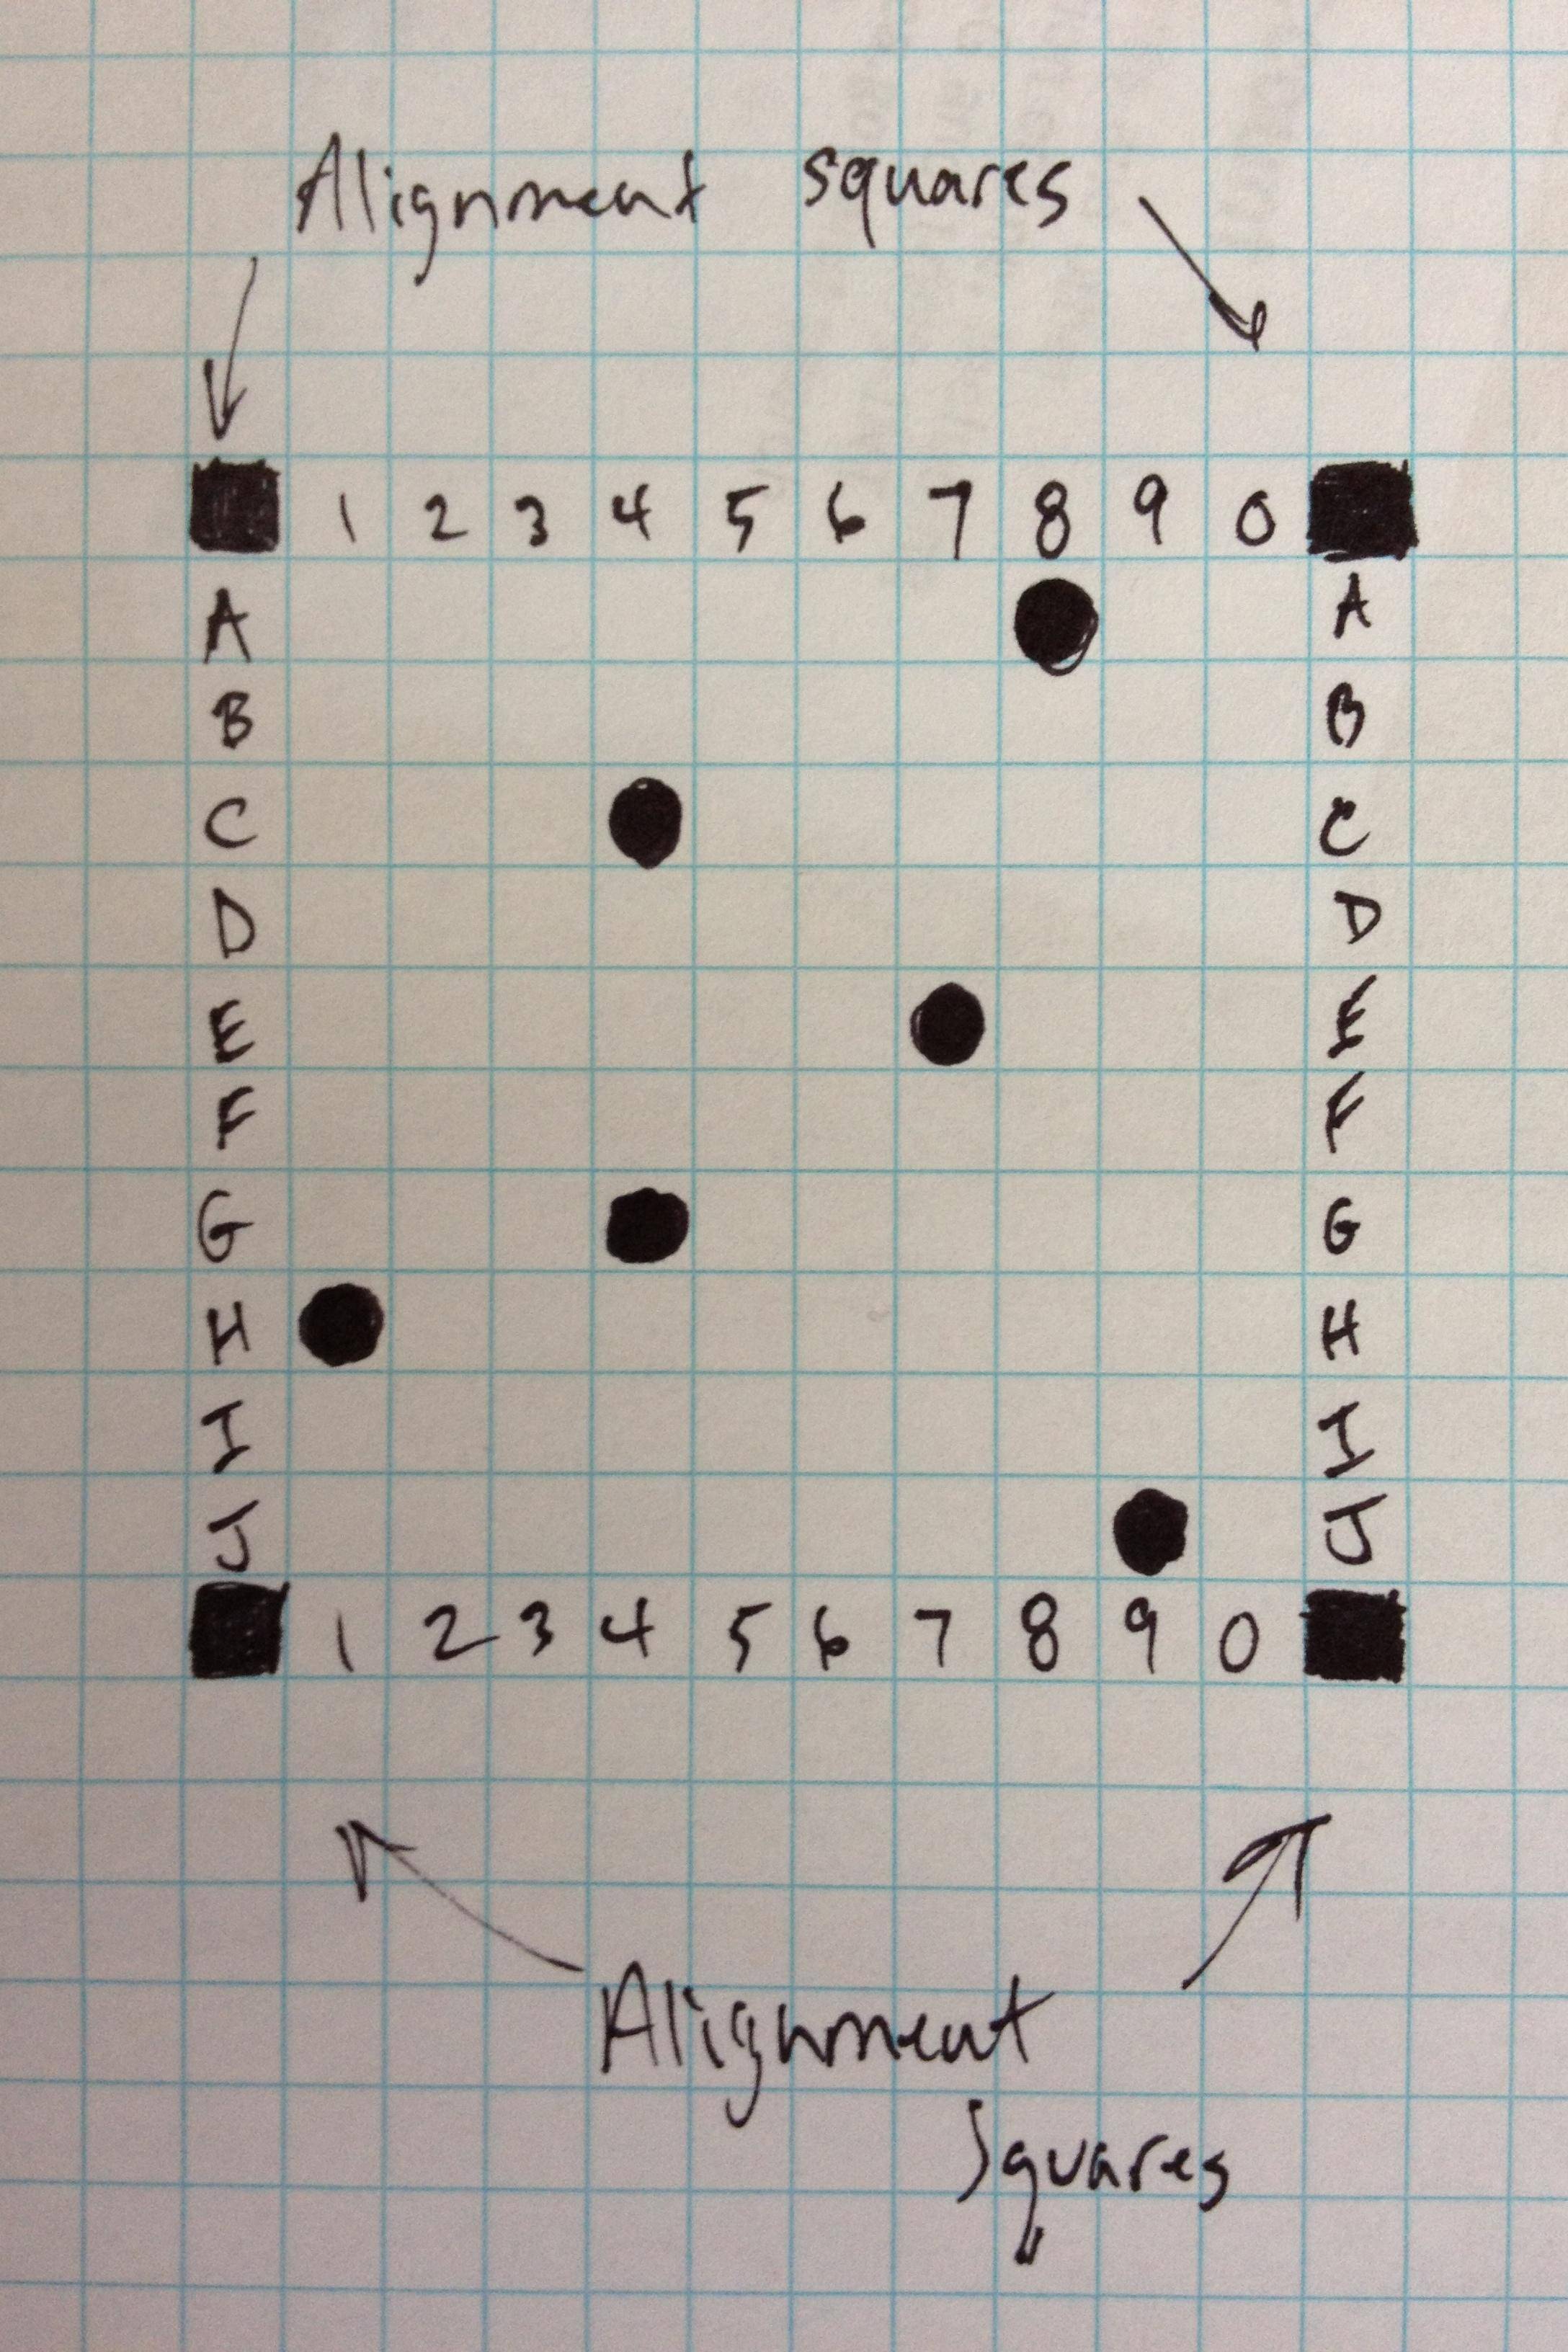 Alignment squares
1 2 3 4 5 6 7 8 9 0
A A
B B
C C
D D
E E
F F
G G
H H
I I
J J
1 2 3 4 5 6 7 8 9 0
Alignment
Squares